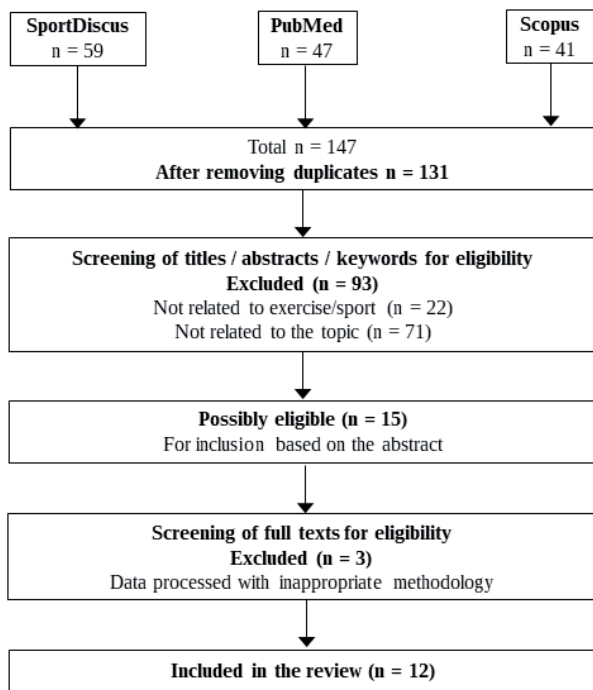 SportDiscus
n = 59
PubMed
n = 47
Scopus
n = 41
Total n = 147
After removing duplicates n = 131
Screening of titles / abstracts / keywords for eligibility
Excluded (n = 93)
Not related to exercise/sport (n = 22)
Not related to the topic (n = 71)
Possibly eligible (n = 15)
For inclusion based on the abstract
Screening of full texts for eligibility
Excluded (n = 3)
Data processed with inappropriate methodology
Included in the review (n = 12)